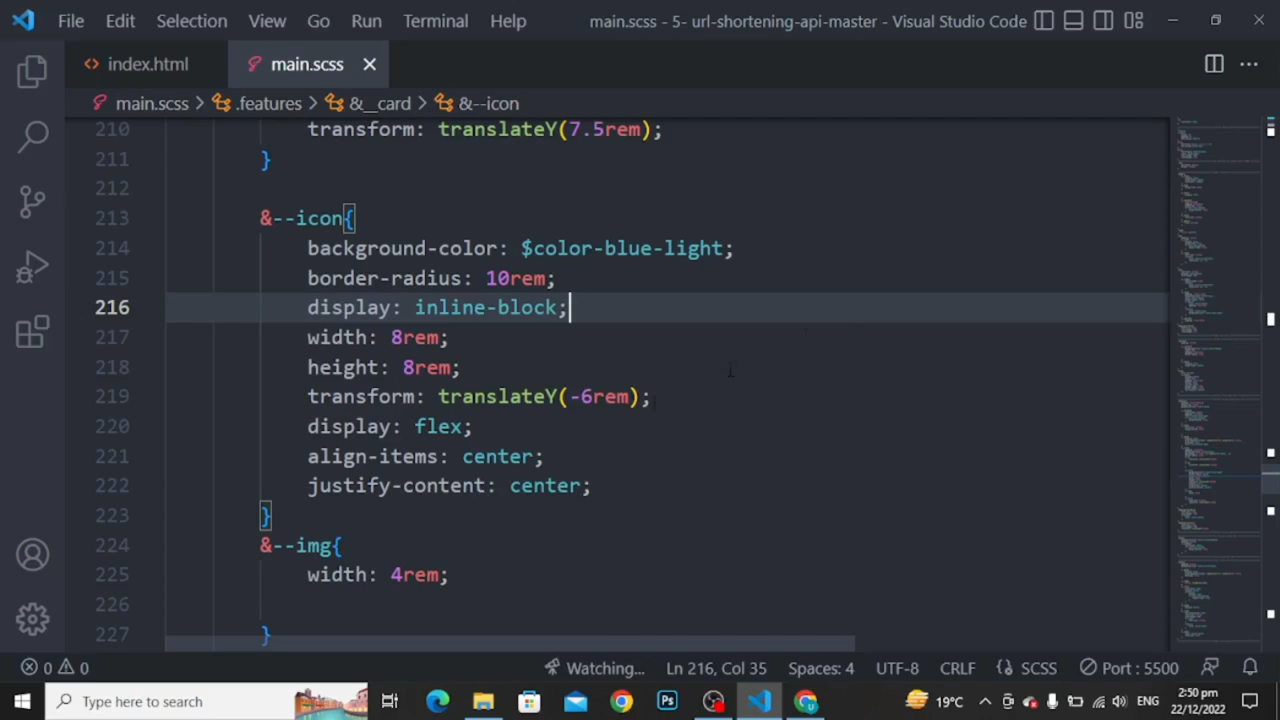 File Edit Selection View Go Run Terminal Help main.scss - 5- url-shortening-api-master - Visual Studio Code
index.html main.scss
main.scss > .features > &__card > &--icon
210 transform: translateY(7.5rem);
211 }
212
213 &--icon{
214 background-color: $color-blue-light;
215 border-radius: 10rem;
216 display: inline-block;
217 width: 8rem;
218 height: 8rem;
219 transform: translateY(-6rem);
220 display: flex;
221 align-items: center;
222 justify-content: center;
223 }
224 &--img{
225 width: 4rem;
226
227 }
0 0 Watching... Ln 216, Col 35 Spaces: 4 UTF-8 CRLF SCSS Port : 5500
Type here to search Ps U 19°C ENG 2:50 pm
22/12/2022